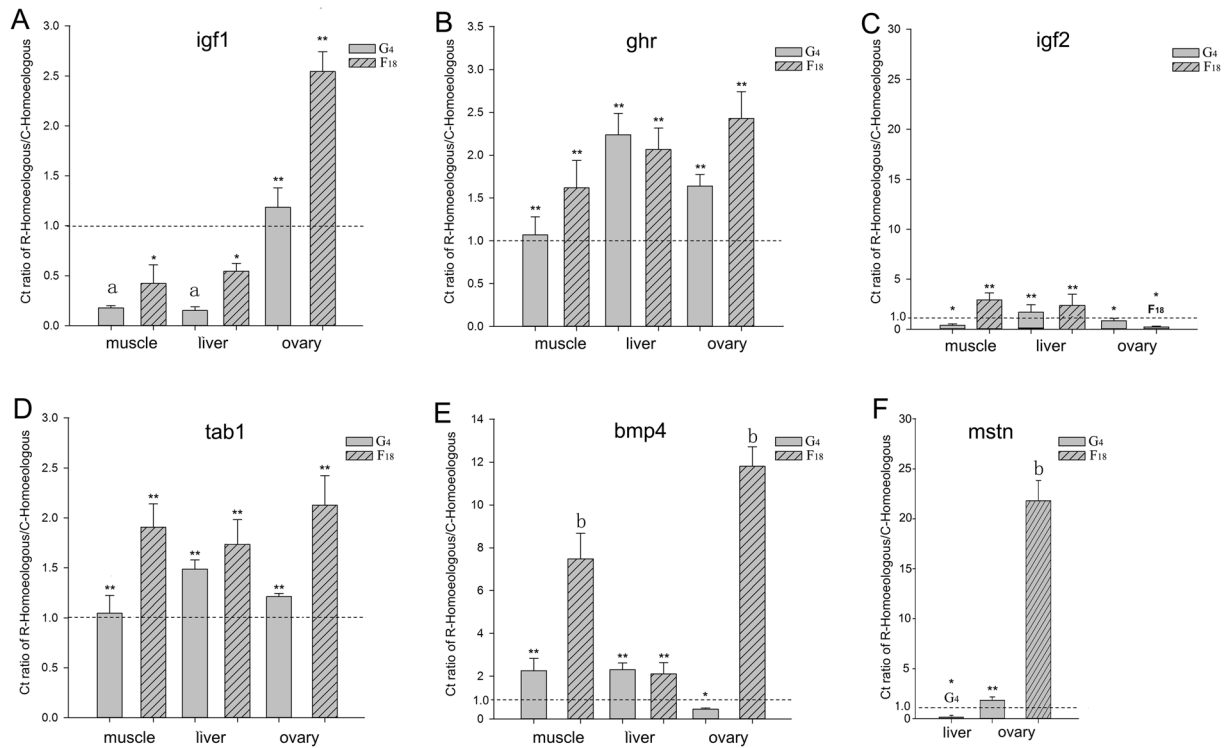 A
igf1
G4
F18
Ct ratio of R-Homoeologous/C-Homoeologous
3.0
2.5
2.0
1.5
1.0
0.5
0.0
a
*
a
*
**
**
muscle liver ovary
B
ghr
G4
F18
Ct ratio of R-Homoeologous/C-Homoeologous
3.5
3.0
2.5
2.0
1.5
1.0
0.5
0.0
**
**
**
**
**
**
muscle liver ovary
C
igf2
G4
F18
Ct ratio of R-Homoeologous/C-Homoeologous
30
25
20
15
10
5
1.0
0
*
**
**
**
*
*
F18
muscle liver ovary
D
tab1
G4
F18
Ct ratio of R-Homoeologous/C-Homoeologous
3.0
2.5
2.0
1.5
1.0
0.5
0.0
**
**
**
**
**
**
muscle liver ovary
E
bmp4
G4
F18
Ct ratio of R-Homoeologous/C-Homoeologous
14
12
10
8
6
4
2
1.0
0
**
b
**
**
*
b
muscle liver ovary
F
mstn
G4
F18
Ct ratio of R-Homoeologous/C-Homoeologous
30
25
20
15
10
5
1.0
0
*
G4
**
b
liver ovary